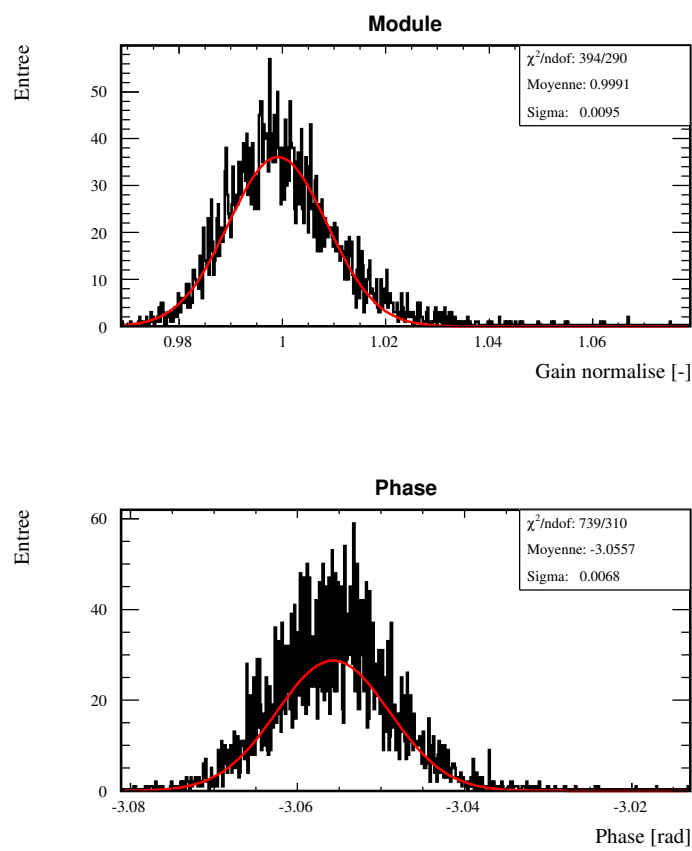 Module
Entree
χ²/ndof: 394/290
Moyenne: 0.9991
Sigma: 0.0095
50
40
30
20
10
0
0.98 1 1.02 1.04 1.06
Gain normalise [-]
Phase
Entree
χ²/ndof: 739/310
Moyenne: -3.0557
Sigma: 0.0068
60
40
20
0
-3.08 -3.06 -3.04 -3.02
Phase [rad]